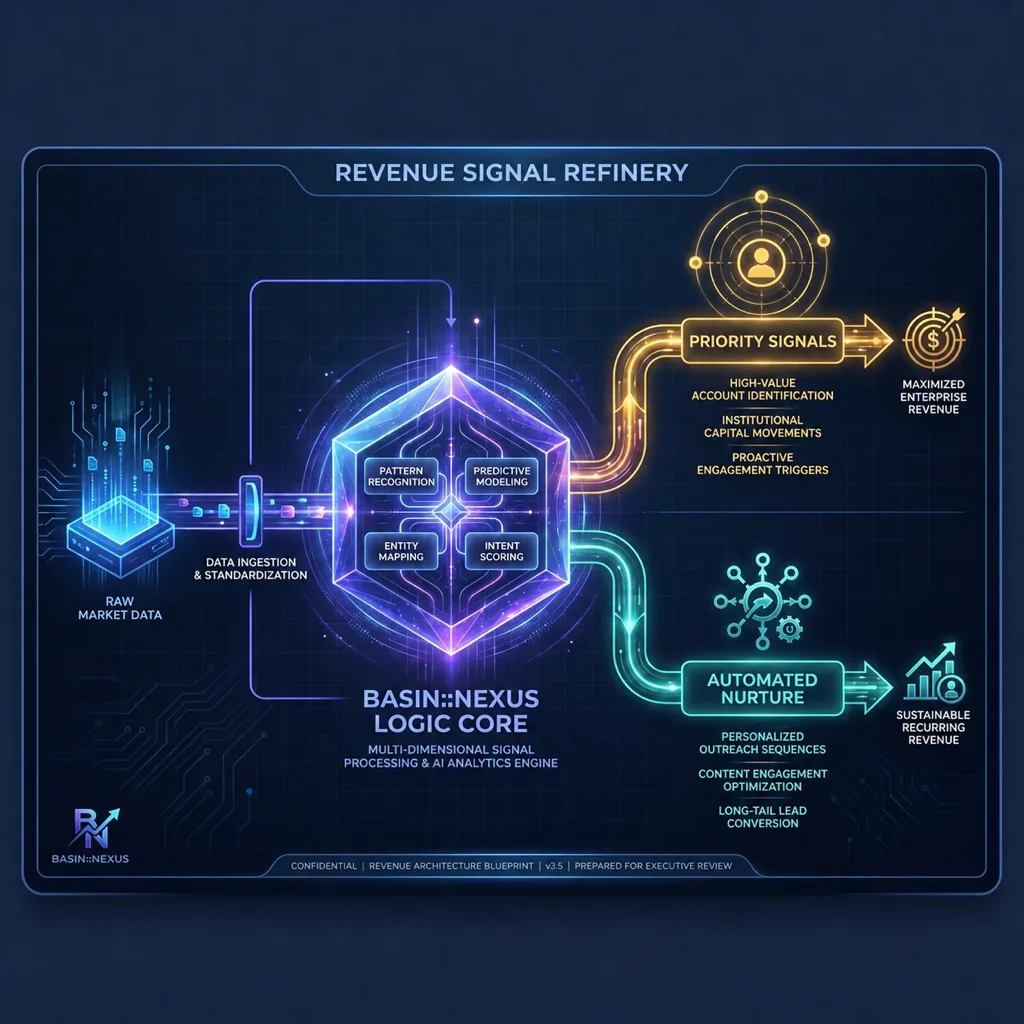 REVENUE SIGNAL REFINERY
RAW
MARKET DATA
DATA INGESTION
& STANDARDIZATION
PATTERN
RECOGNITION
PREDICTIVE
MODELING
ENTITY
MAPPING
INTENT
SCORING
BASIN::NEXUS
LOGIC CORE
MULTI-DIMENSIONAL SIGNAL
PROCESSING & AI ANALYTICS ENGINE
PRIORITY SIGNALS
HIGH-VALUE
ACCOUNT IDENTIFICATION
INSTITUTIONAL
CAPITAL MOVEMENTS
PROACTIVE
ENGAGEMENT TRIGGERS
$
MAXIMIZED
ENTERPRISE
REVENUE
AUTOMATED
NURTURE
PERSONALIZED
OUTREACH SEQUENCES
CONTENT ENGAGEMENT
OPTIMIZATION
LONG-TAIL LEAD
CONVERSION
SUSTAINABLE
RECURRING
REVENUE
BN
BASIN::NEXUS
CONFIDENTIAL | REVENUE ARCHITECTURE BLUEPRINT | v3.5 | PREPARED FOR EXECUTIVE REVIEW